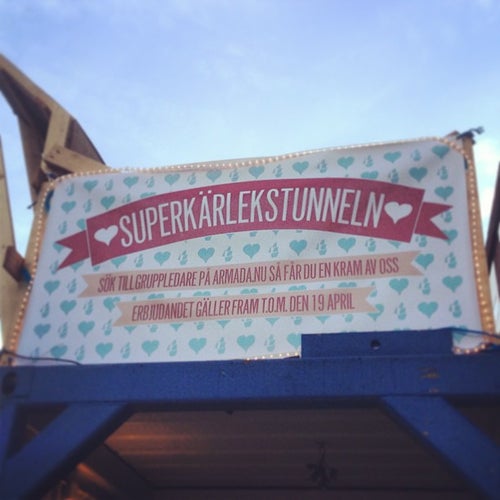 SUPERKÄRLEKSTUNNELN
SÖK TILL GRUPPLEDARE PÅ ARMADA.NU SÅ FÅR DU EN KRAM AV OSS
ERBJUDANDET GÄLLER FRAM T.O.M. DEN 19 APRIL